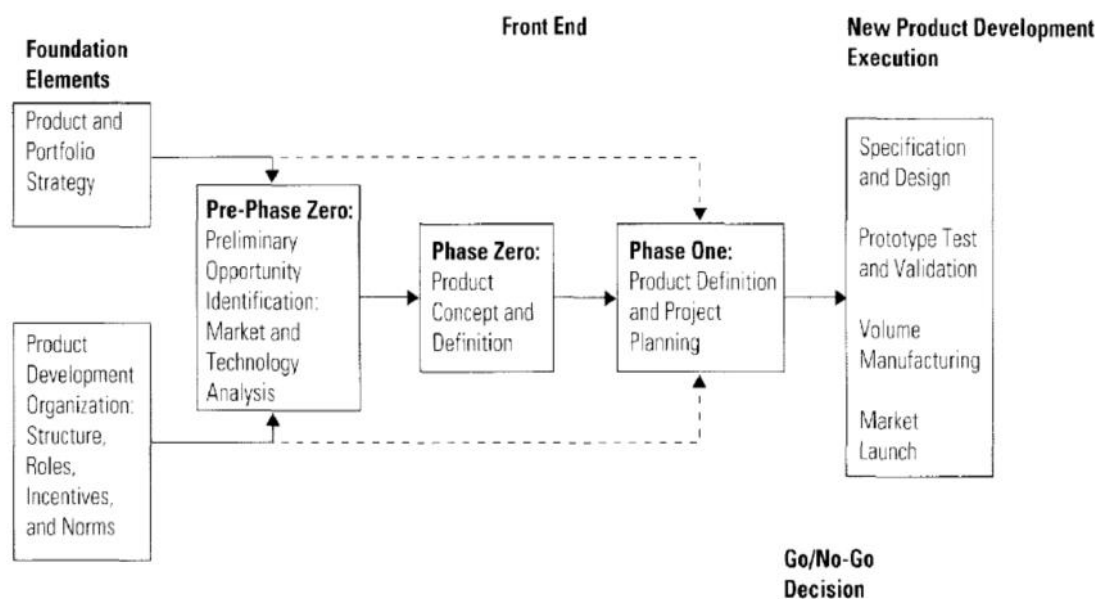 Front End
New Product Development
Execution
Foundation
Elements
Product and
Portfolio
Strategy
Product
Development
Organization:
Structure,
Roles,
Incentives,
and Norms
Pre-Phase Zero:
Preliminary
Opportunity
Identification:
Market and
Technology
Analysis
Phase Zero:
Product
Concept and
Definition
Phase One:
Product Definition
and Project
Planning
Specification
and Design
Prototype Test
and Validation
Volume
Manufacturing
Market
Launch
Go/No-Go
Decision